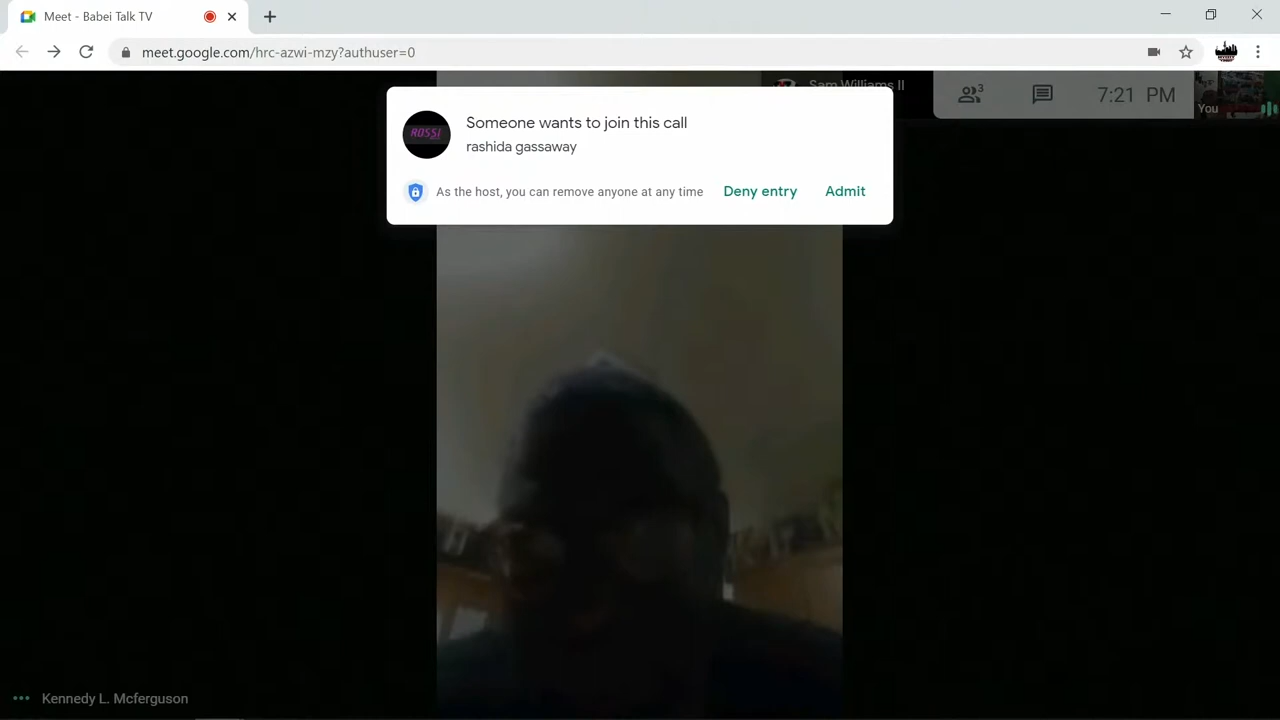 Meet - Babei Talk TV
meet.google.com/hrc-azwi-mzy?authuser=0
Sam Williams II
3
7:21 PM
You
ROSSI
Someone wants to join this call
rashida gassaway
As the host, you can remove anyone at any time
Deny entry
Admit
Kennedy L. Mcferguson